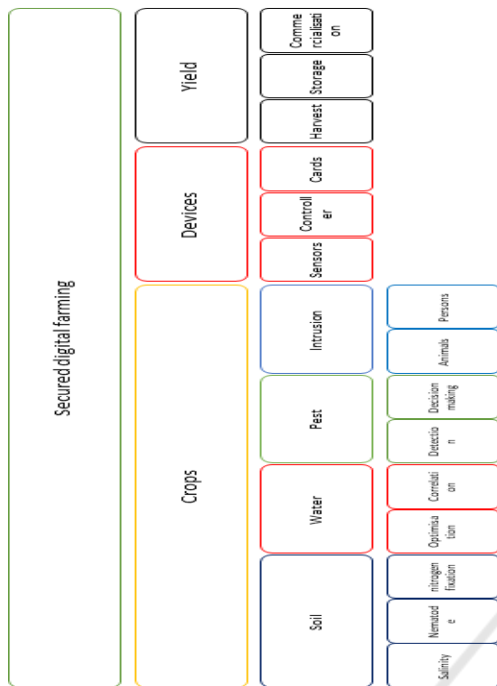 Secured digital farming
Crops
Devices
Yield
Soil
Water
Pest
Intrusion
Sensors
Controll
er
Cards
Harvest
Storage
Comme
rcialisati
on
Salinity
Nematod
e
nitrogen
fixation
Optimisa
tion
Correlati
on
Detectio
n
Decision
making
Animals
Persons